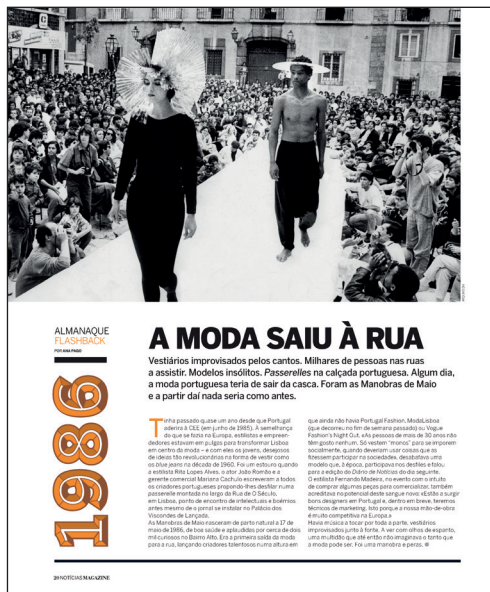 ALMANAQUE
FLASHBACK
POR ANA PAGO
1986
A MODA SAIU À RUA
Vestiários improvisados pelos cantos. Milhares de pessoas nas ruas
a assistir. Modelos insólitos. Passerelles na calçada portuguesa. Algum dia,
a moda portuguesa teria de sair da casca. Foram as Manobras de Maio
e a partir daí nada seria como antes.
Tinha passado quase um ano desde que Portugal
aderira à CEE (em junho de 1985). À semelhança
do que se fazia na Europa, estilistas e empreen-
dedores estavam em pulgas para transformar Lisboa
em centro da moda – e com eles os jovens, desejosos
de ideias tão revolucionárias na forma de vestir como
os blue jeans na década de 1960. Foi um estouro quando
a estilista Rita Lopes Alves, o ator João Romão e a
gerente comercial Mariana Cachulo escreveram a todos
os criadores portugueses propondo-lhes desfilar numa
passerelle montada no largo da Rua de O Século,
em Lisboa, ponto de encontro de intelectuais e boémios
antes mesmo de o jornal se instalar no Palácio dos
Viscondes de Lançada.
As Manobras de Maio nasceram de parto natural a 17 de
maio de 1986, de boa saúde e aplaudidos por cerca de dois
mil curiosos no Bairro Alto. Era a primeira saída da moda
para a rua, lançando criadores talentosos numa altura em
que ainda não havia Portugal Fashion, ModaLisboa
(que decorreu no fim de semana passado) ou Vogue
Fashion's Night Out. «As pessoas de mais de 30 anos não
têm gosto nenhum. Só vestem "monos" para se imporem
socialmente, quando deveriam usar coisas que as
fizessem participar na sociedade», desabafava uma
modelo que, à época, participava nos desfiles e falou
para a edição do Diário de Notícias do dia seguinte.
O estilista Fernando Madeira, no evento com o intuito
de comprar algumas peças para comercializar, também
acreditava no potencial deste sangue novo: «Estão a surgir
bons designers em Portugal e, dentro em breve, teremos
técnicos de marketing. Isto porque a nossa mão-de-obra
é muito competitiva na Europa.»
Havia música a tocar por toda a parte, vestiários
improvisados junto à fonte. A ver com olhos de espanto,
uma multidão que até então não imaginava o tanto que
a moda pode ser. Foi uma manobra e peras.
20 NOTÍCIAS MAGAZINE